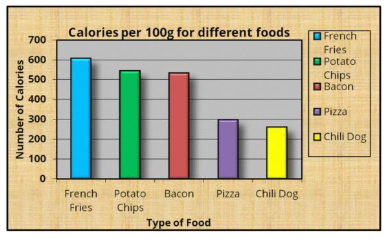 Calories per 100g for different foods
Number of Calories
700
600
500
400
300
200
100
0
French
Fries
Potato
Chips
Bacon
Pizza
Chili Dog
Type of Food
French
Fries
Potato
Chips
Bacon
Pizza
Chili Dog